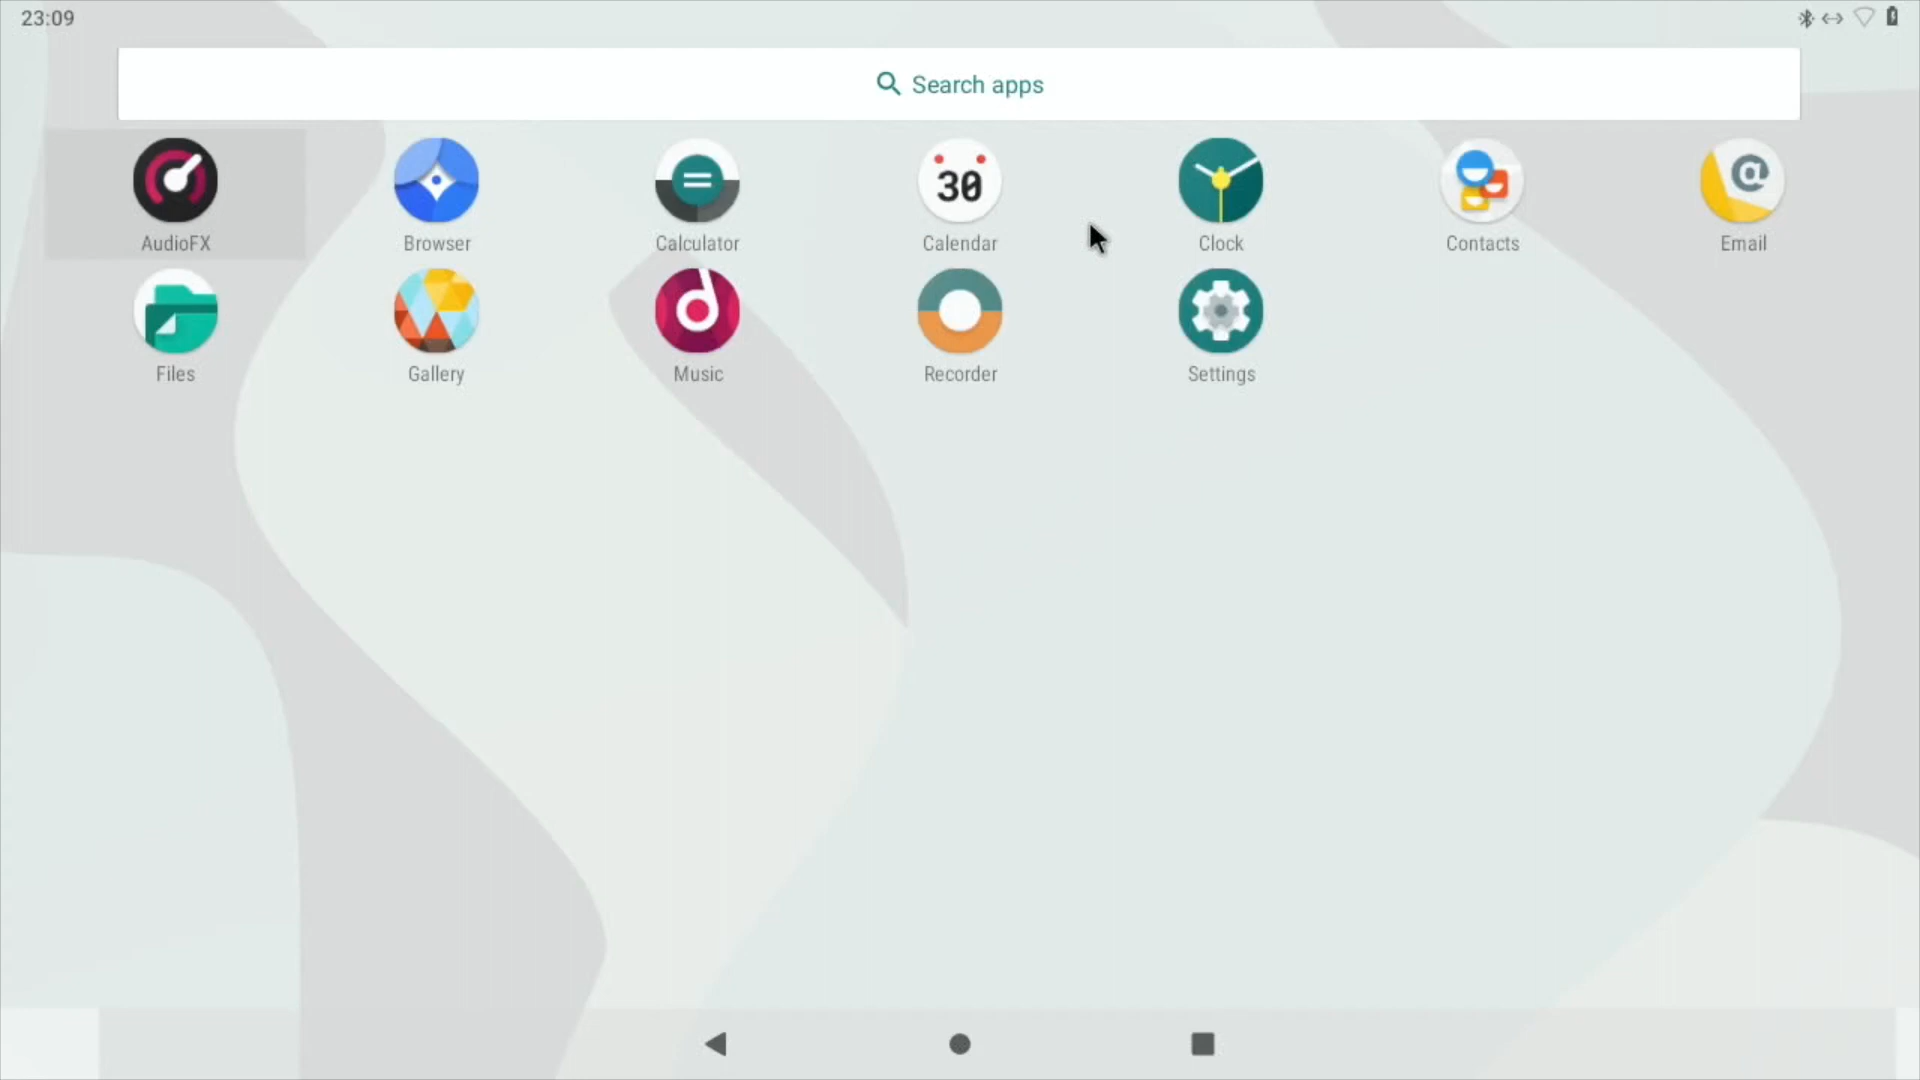 23:09
Search apps
AudioFX
Browser
Calculator
30
Calendar
Clock
Contacts
@
Email
Files
Gallery
Music
Recorder
Settings